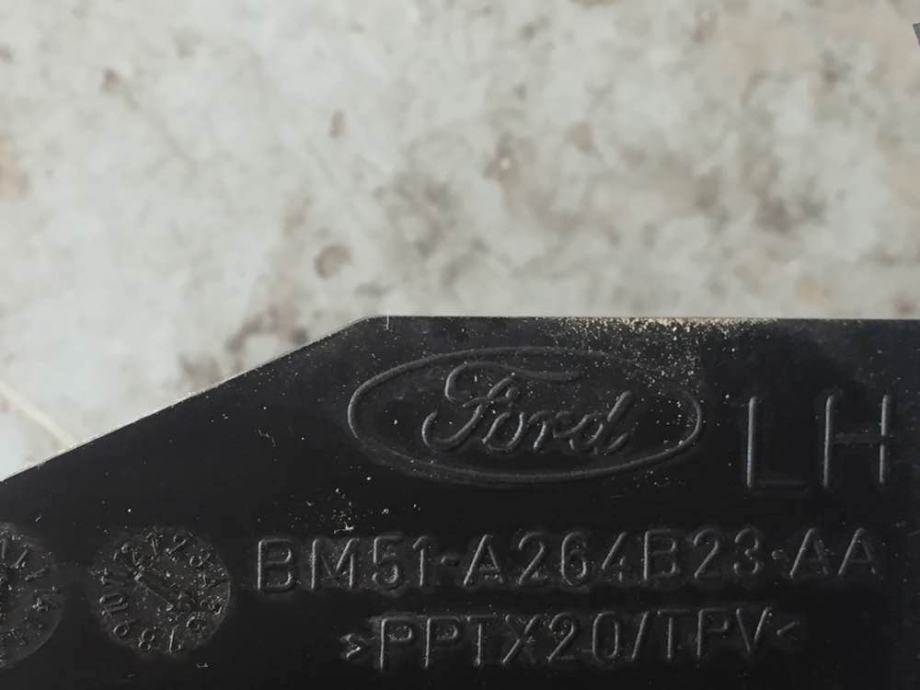 Ford
LH
BM51-A264B23-AA
>PPTX20/TPV<